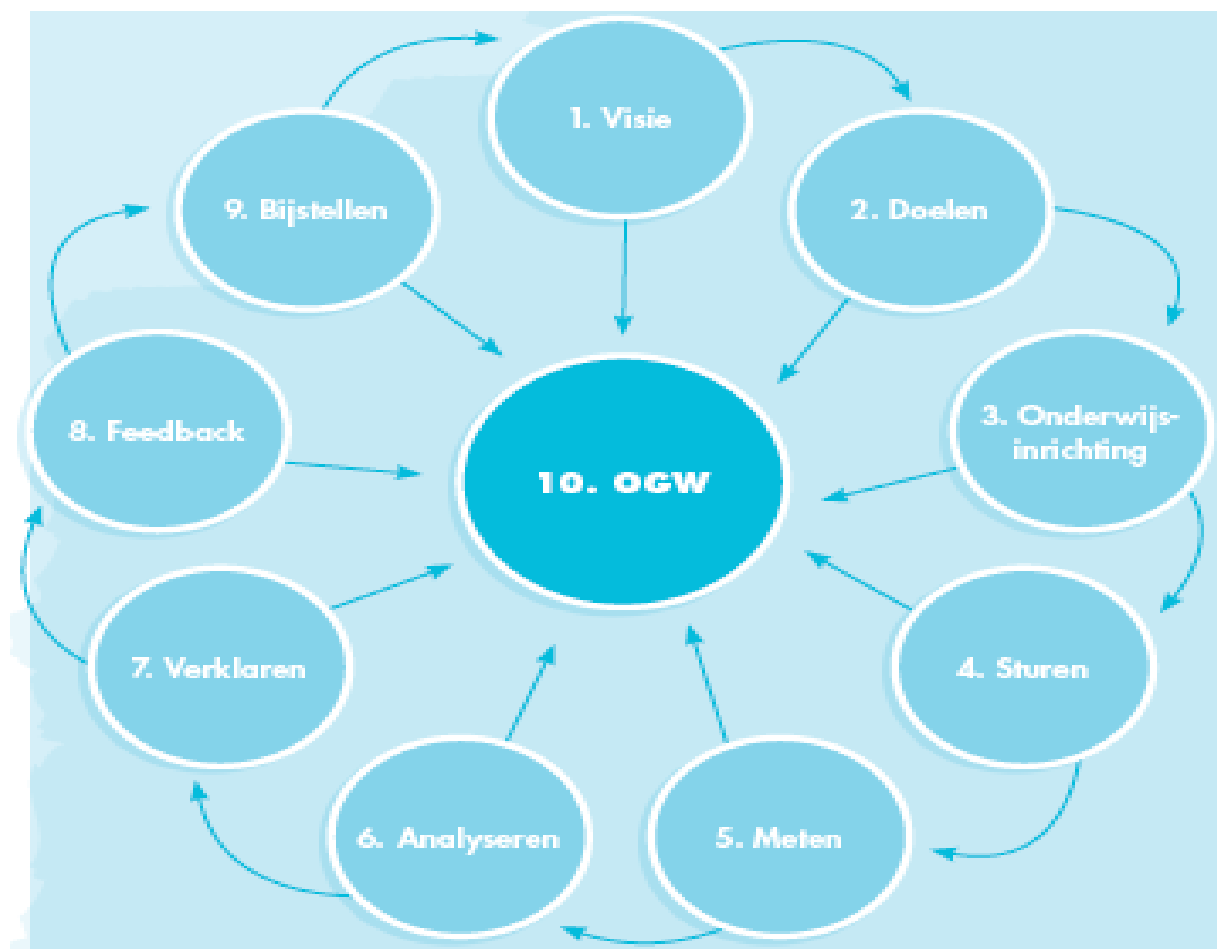 1. Visie
2. Doelen
3. Onderwijs-
inrichting
4. Sturen
5. Meten
6. Analyseren
7. Verklaren
8. Feedback
9. Bijstellen
10. OGW